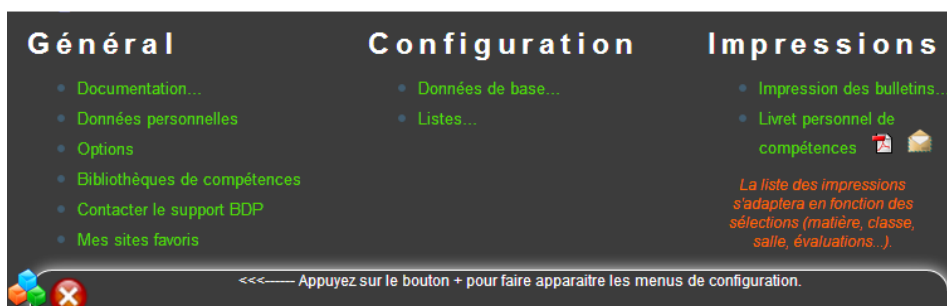 Général
Documentation...
Données personnelles
Options
Bibliothèques de compétences
Contacter le support BDP
Mes sites favoris
Configuration
Données de base...
Listes...
Impressions
Impression des bulletins...
Livret personnel de
compétences
La liste des impressions
s'adaptera en fonction des
sélections (matière, classe,
salle, évaluations...).
<<<------ Appuyez sur le bouton + pour faire apparaitre les menus de configuration.